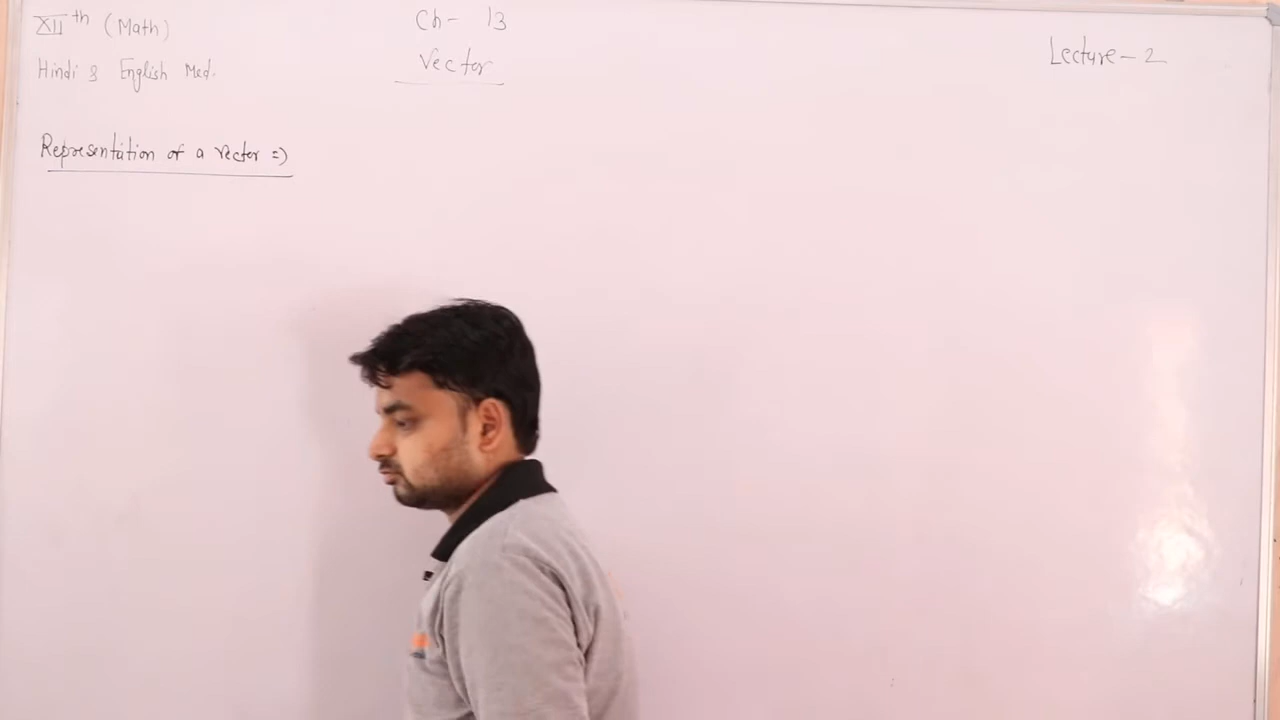 XIIth (Math)
Hindi & English Med.
Ch- 13
Vector
Lecture-2
Representation of a vector =)